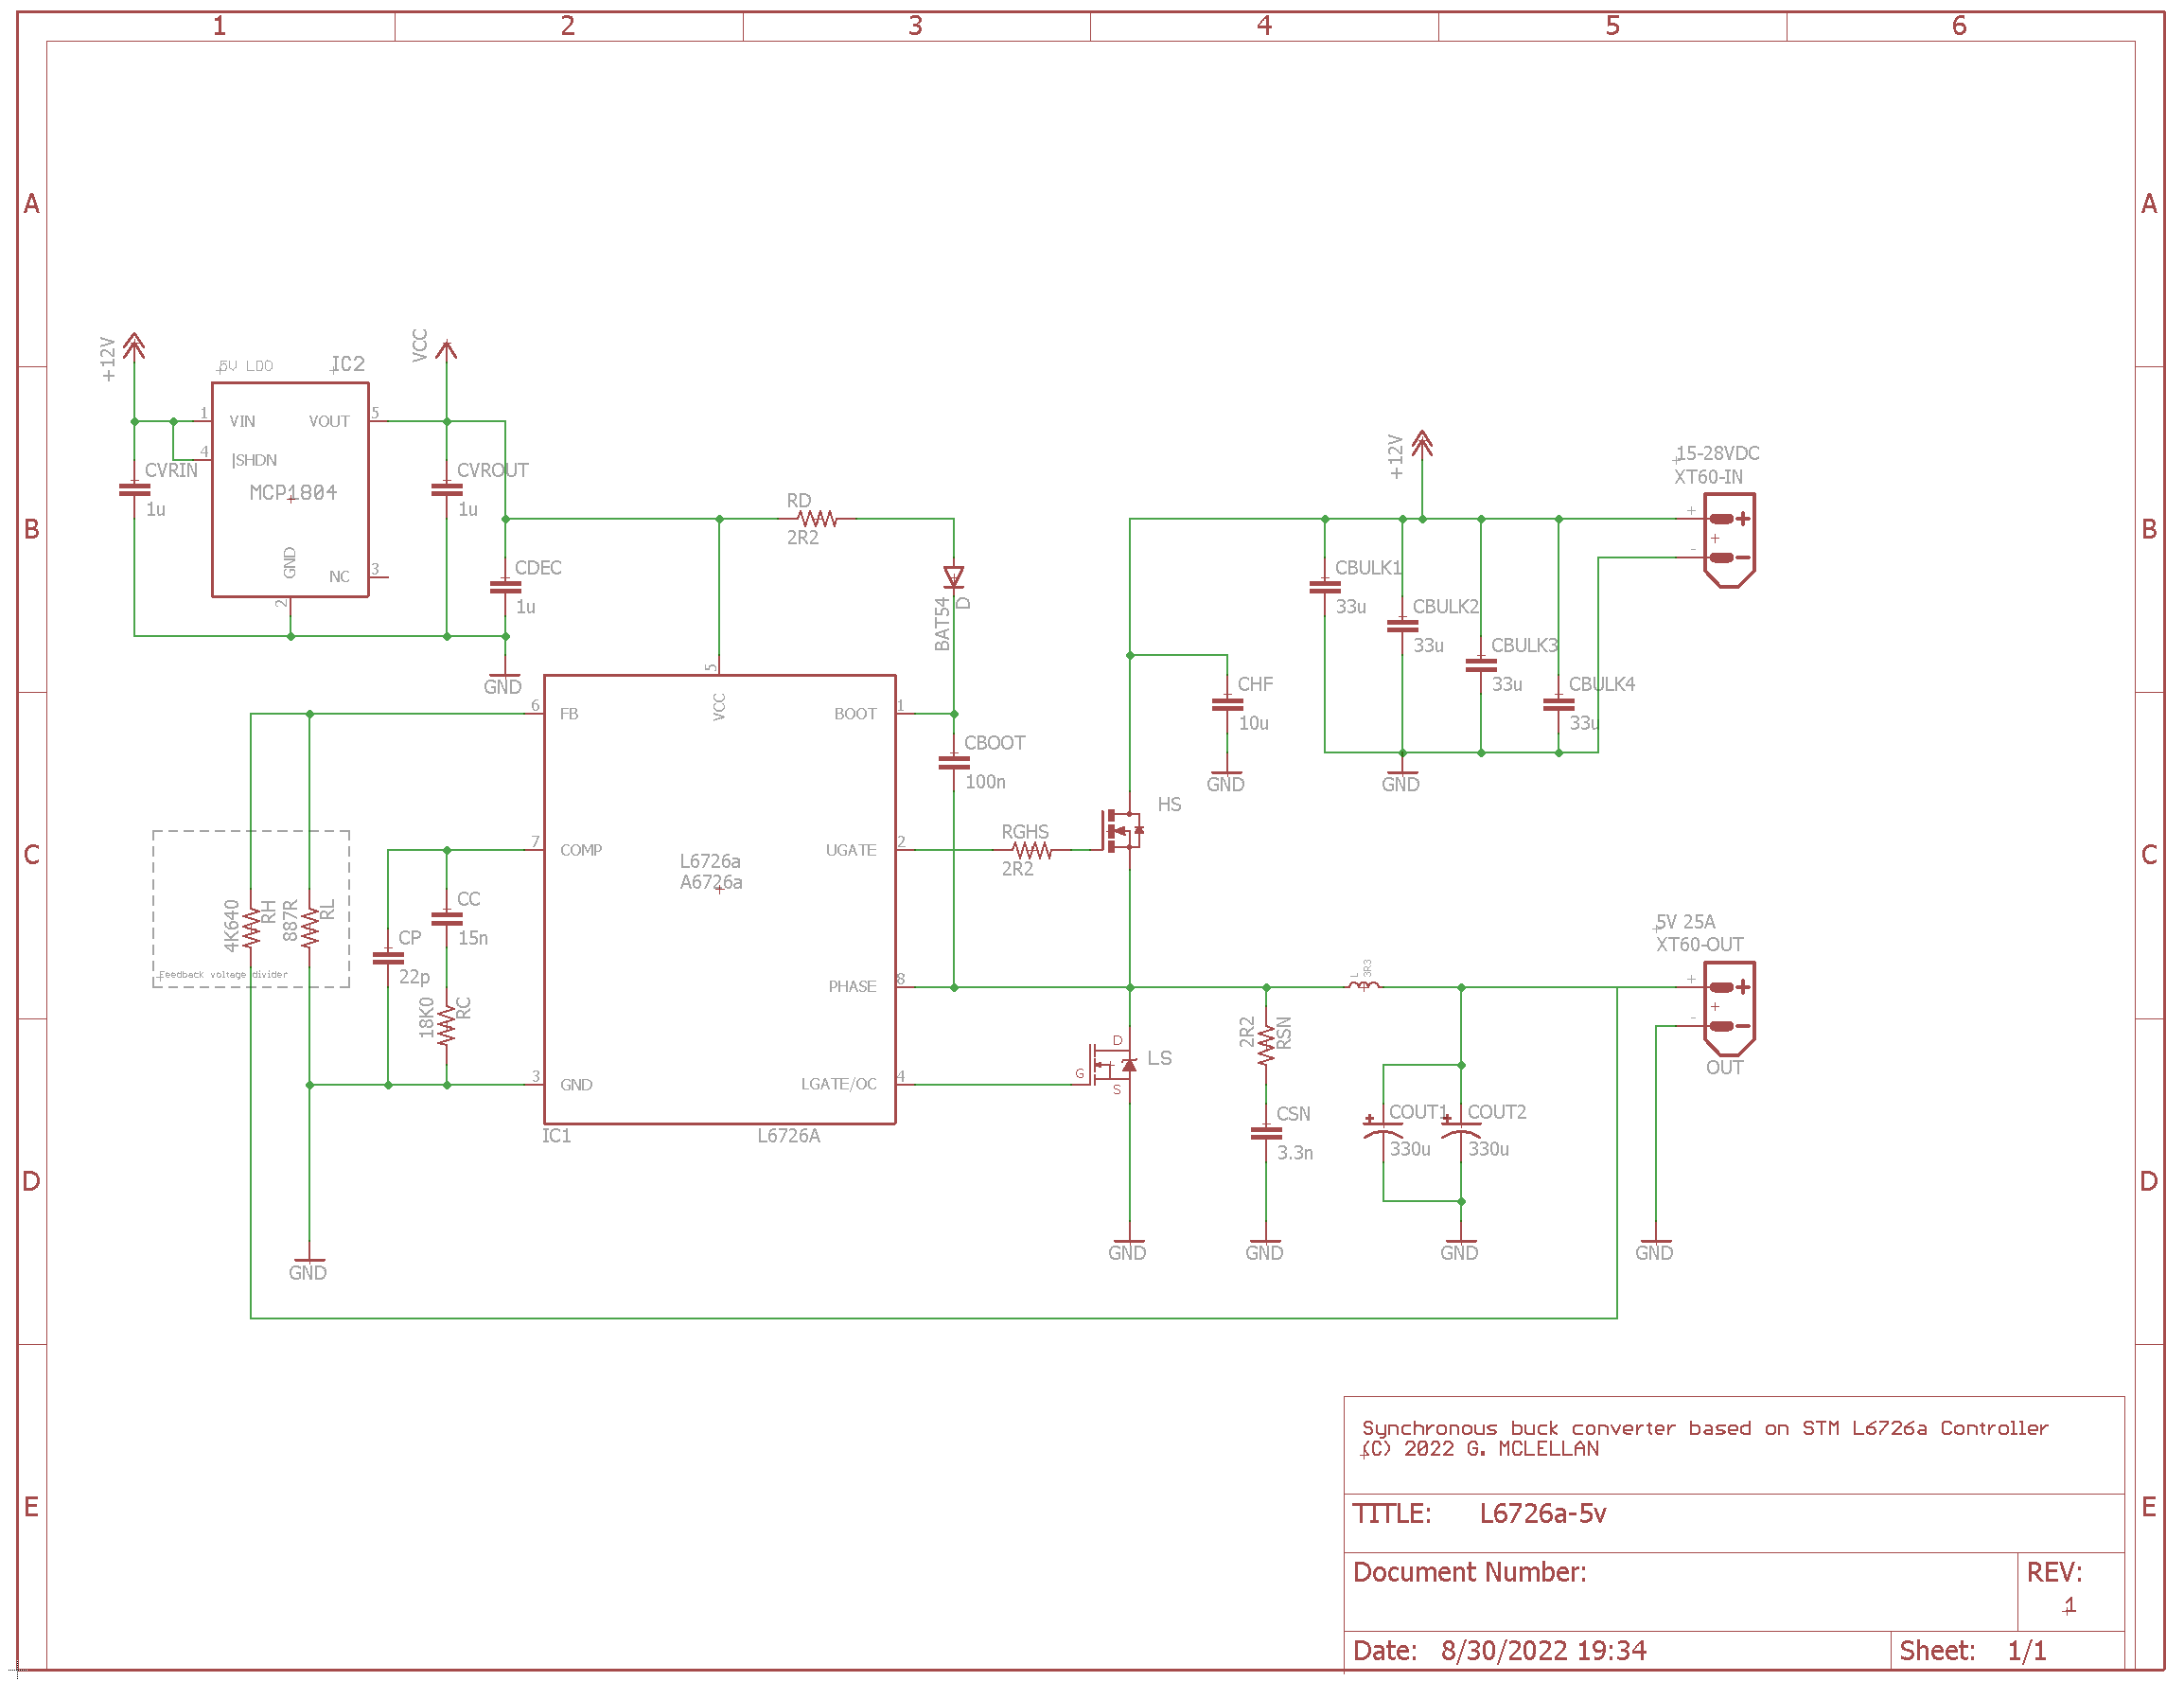 1 2 3 4 5 6
A A
+12V
VCC
5V LDO
IC2
1 VIN VOUT 5
4 |SHDN
CVRIN
MCP1804
1u
CVROUT
1u
GND
2
NC 3
CDEC
1u
GND
RD
2R2
BAT54
D
+12V
15-28VDC
XT60-IN
+
-
CBULK1
33u
CBULK2
33u
CBULK3
33u
CBULK4
33u
GND
CHF
10u
GND
B B
6 FB
5
VCC
BOOT 1
CBOOT
100n
HS
7 COMP
L6726a
A6726a
UGATE 2
RGHS
2R2
C C
4K640
RH
887R
RL
Feedback voltage divider
CC
15n
CP
22p
18K0
RC
PHASE 8
L
3R3
5V 25A
XT60-OUT
+
-
OUT
2R2
RSN
D
G
S
LS
3 GND
LGATE/OC 4
IC1
L6726A
CSN
3.3n
COUT1
330u
COUT2
330u
D D
GND
GND
GND
GND
GND
E E
Synchronous buck converter based on STM L6726a Controller
(C) 2022 G. MCLELLAN
TITLE: L6726a-5v
Document Number:
REV:
1
Date: 8/30/2022 19:34
Sheet: 1/1